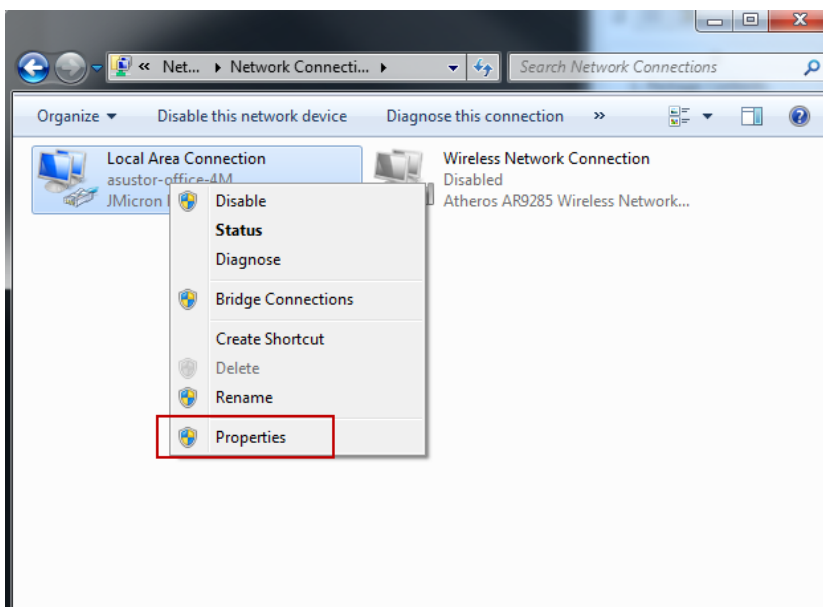 « Net... ▸ Network Connecti... ▸
Search Network Connections
Organize Disable this network device Diagnose this connection »
Local Area Connection
asustor-office-4M
JMicron
Wireless Network Connection
Disabled
Atheros AR9285 Wireless Network...
Disable
Status
Diagnose
Bridge Connections
Create Shortcut
Delete
Rename
Properties